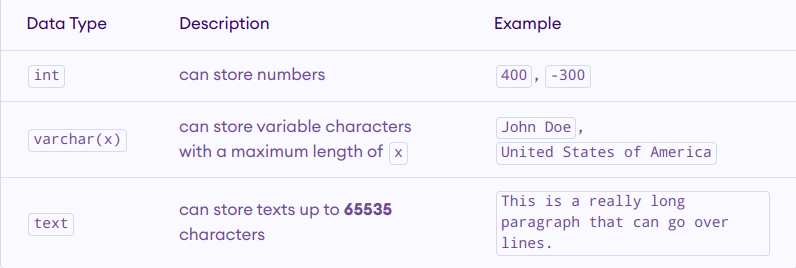 Data Type Description Example
int can store numbers 400 , -300
varchar(x) can store variable characters with a maximum length of x John Doe , United States of America
text can store texts up to 65535 characters This is a really long paragraph that can go over lines.